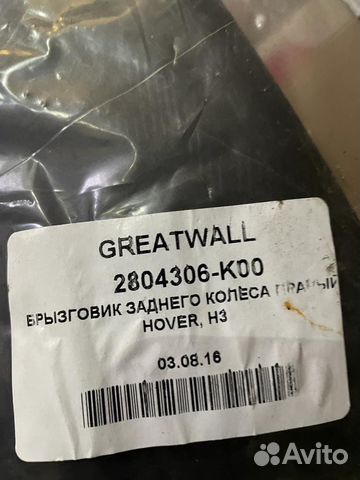 GREATWALL
2804306-K00
БРЫЗГОВИК ЗАДНЕГО КОЛЕСА ПРАВЫЙ
HOVER, H3
03.08.16
Avito